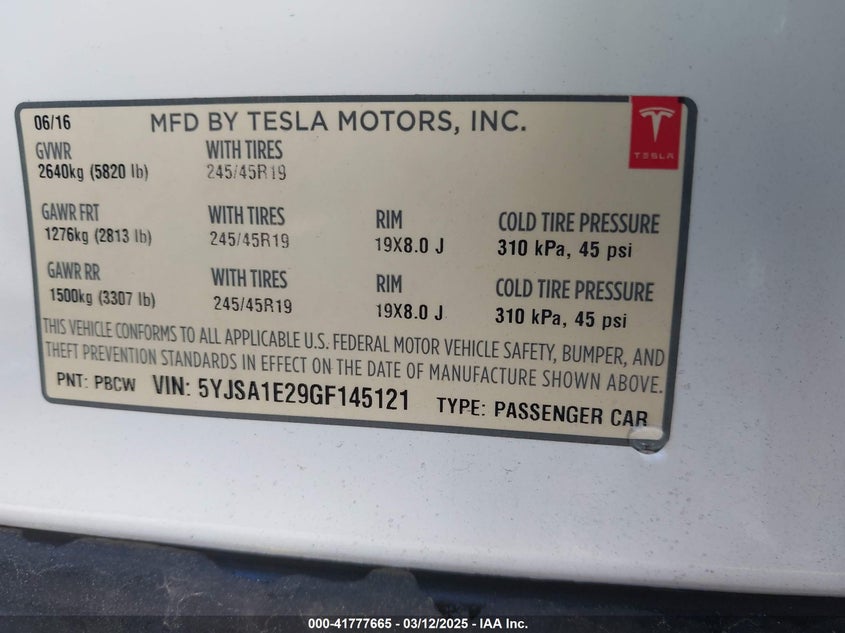 06/16 MFD BY TESLA MOTORS, INC.
TESLA
GVWR WITH TIRES
2640kg (5820 lb) 245/45R19
GAWR FRT WITH TIRES RIM COLD TIRE PRESSURE
1276kg (2813 lb) 245/45R19 19X8.0 J 310 kPa, 45 psi
GAWR RR WITH TIRES RIM COLD TIRE PRESSURE
1500kg (3307 lb) 245/45R19 19X8.0 J 310 kPa, 45 psi
THIS VEHICLE CONFORMS TO ALL APPLICABLE U.S. FEDERAL MOTOR VEHICLE SAFETY, BUMPER, AND
THEFT PREVENTION STANDARDS IN EFFECT ON THE DATE OF MANUFACTURE SHOWN ABOVE.
PNT: PBCW VIN: 5YJSA1E29GF145121 TYPE: PASSENGER CAR
000-41777665 - 03/12/2025 - IAA Inc.